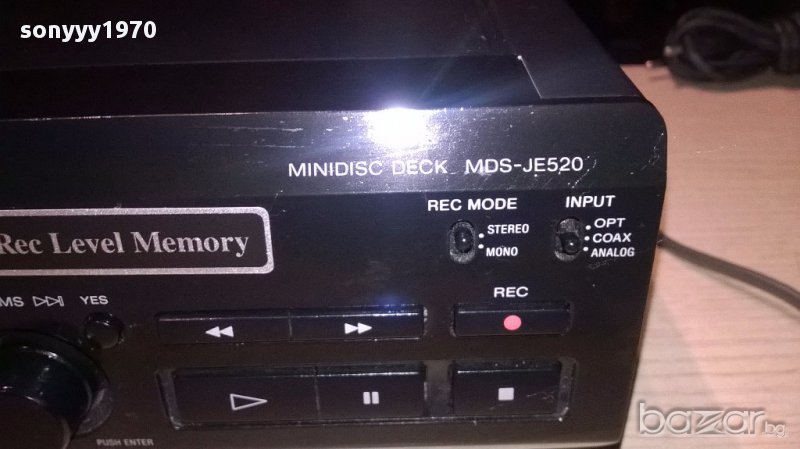 sonyyy1970
MINIDISC DECK MDS-JE520
REC MODE
INPUT
STEREO
MONO
OPT
COAX
ANALOG
Rec Level Memory
YES
REC
PUSH ENTER
bazar.bg